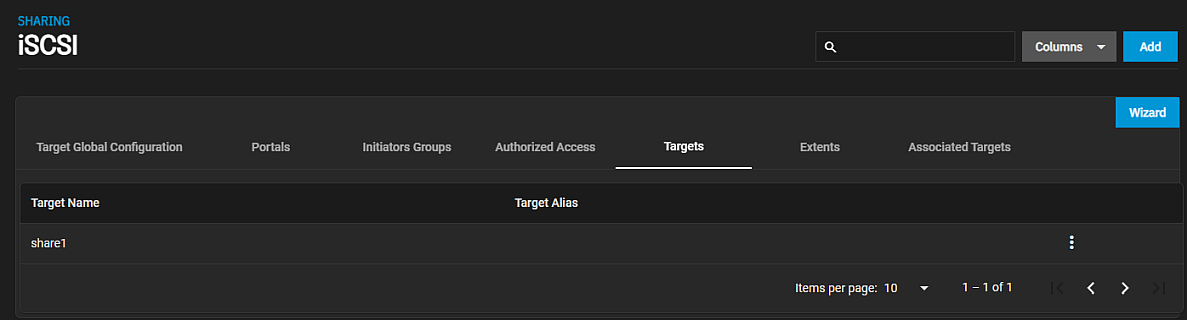 SHARING
iSCSI
Columns
Add
Wizard
Target Global Configuration Portals Initiators Groups Authorized Access Targets Extents Associated Targets
Target Name Target Alias
share1
Items per page: 10 1 – 1 of 1